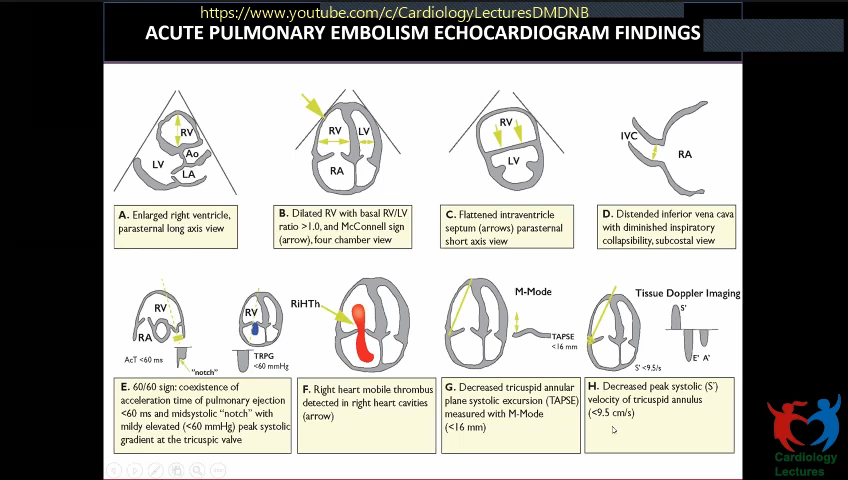 https://www.youtube.com/c/CardiologyLecturesDMDNB
ACUTE PULMONARY EMBOLISM ECHOCARDIOGRAM FINDINGS
RV
Ao
LV
LA
RV
LV
RA
RV
LV
IVC
RA
A. Enlarged right ventricle,
parasternal long axis view
B. Dilated RV with basal RV/LV
ratio >1.0, and McConnell sign
(arrow), four chamber view
C. Flattened intraventricle
septum (arrows) parasternal
short axis view
D. Distended inferior vena cava
with diminished inspiratory
collapsibility, subcostal view
RV
RA
AcT <60 ms
"notch"
RV
TRPG
<60 mmHg
RiHTh
M-Mode
TAPSE
<16 mm
Tissue Doppler Imaging
S'
E' A'
S' <9.5/s
E. 60/60 sign: coexistence of
acceleration time of pulmonary ejection
<60 ms and midsystolic "notch" with
mildly elevated (<60 mmHg) peak systolic
gradient at the tricuspic valve
F. Right heart mobile thrombus
detected in right heart cavities
(arrow)
G. Decreased tricuspid annular
plane systolic excursion (TAPSE)
measured with M-Mode
(<16 mm)
H. Decreased peak systolic (S')
velocity of tricuspid annulus
(<9.5 cm/s)
Cardiology
Lectures